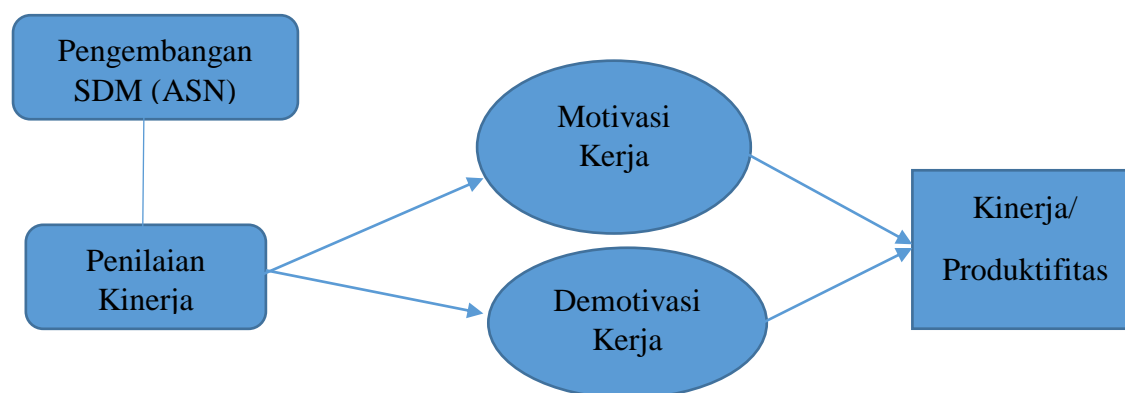 Pengembangan
SDM (ASN)
Motivasi
Kerja
Kinerja/
Produktifitas
Penilaian
Kinerja
Demotivasi
Kerja